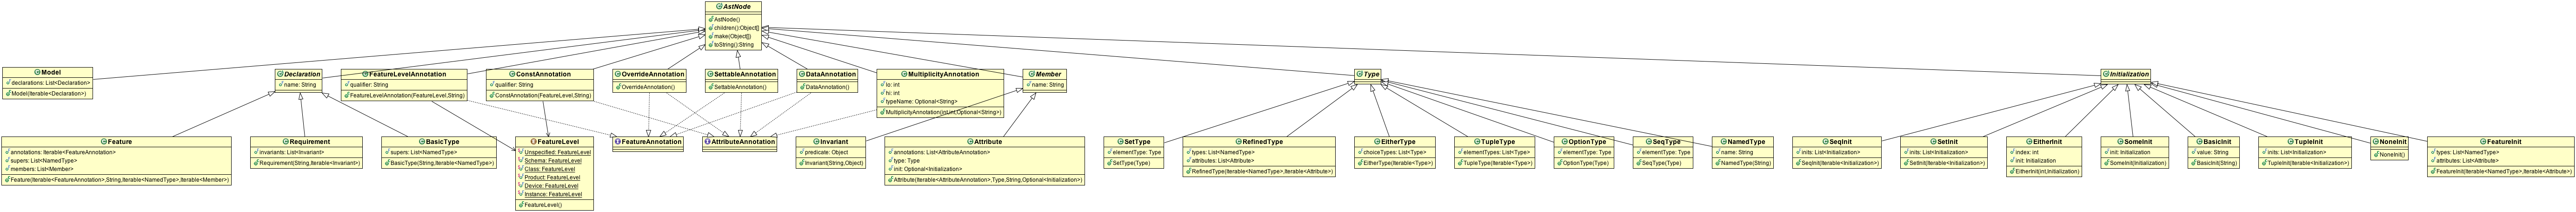 AstNode
AstNode()
children():Object[]
make(Object[])
toString():String
Model
declarations: List<Declaration>
Model(Iterable<Declaration>)
Declaration
name: String
FeatureLevelAnnotation
qualifier: String
FeatureLevelAnnotation(FeatureLevel,String)
ConstAnnotation
qualifier: String
ConstAnnotation(FeatureLevel,String)
OverrideAnnotation
OverrideAnnotation()
SettableAnnotation
SettableAnnotation()
DataAnnotation
DataAnnotation()
MultiplicityAnnotation
lo: int
hi: int
typeName: Optional<String>
MultiplicityAnnotation(int,int,Optional<String>)
Member
name: String
Type
Initialization
Feature
annotations: Iterable<FeatureAnnotation>
supers: List<NamedType>
members: List<Member>
Feature(Iterable<FeatureAnnotation>,String,Iterable<NamedType>,Iterable<Member>)
Requirement
invariants: List<Invariant>
Requirement(String,Iterable<Invariant>)
BasicType
supers: List<NamedType>
BasicType(String,Iterable<NamedType>)
FeatureLevel
Unspecified: FeatureLevel
Schema: FeatureLevel
Class: FeatureLevel
Product: FeatureLevel
Device: FeatureLevel
Instance: FeatureLevel
FeatureLevel()
FeatureAnnotation
AttributeAnnotation
Invariant
predicate: Object
Invariant(String,Object)
Attribute
annotations: List<AttributeAnnotation>
type: Type
init: Optional<Initialization>
Attribute(Iterable<AttributeAnnotation>,Type,String,Optional<Initialization>)
SetType
elementType: Type
SetType(Type)
RefinedType
types: List<NamedType>
attributes: List<Attribute>
RefinedType(Iterable<NamedType>,Iterable<Attribute>)
EitherType
choiceTypes: List<Type>
EitherType(Iterable<Type>)
TupleType
elementTypes: List<Type>
TupleType(Iterable<Type>)
OptionType
elementType: Type
OptionType(Type)
SeqType
elementType: Type
SeqType(Type)
NamedType
name: String
NamedType(String)
SeqInit
inits: List<Initialization>
SeqInit(Iterable<Initialization>)
SetInit
inits: List<Initialization>
SetInit(Iterable<Initialization>)
EitherInit
index: int
init: Initialization
EitherInit(int,Initialization)
SomeInit
init: Initialization
SomeInit(Initialization)
BasicInit
value: String
BasicInit(String)
TupleInit
inits: List<Initialization>
TupleInit(Iterable<Initialization>)
NoneInit
NoneInit()
FeatureInit
types: List<NamedType>
attributes: List<Attribute>
FeatureInit(Iterable<NamedType>,Iterable<Attribute>)